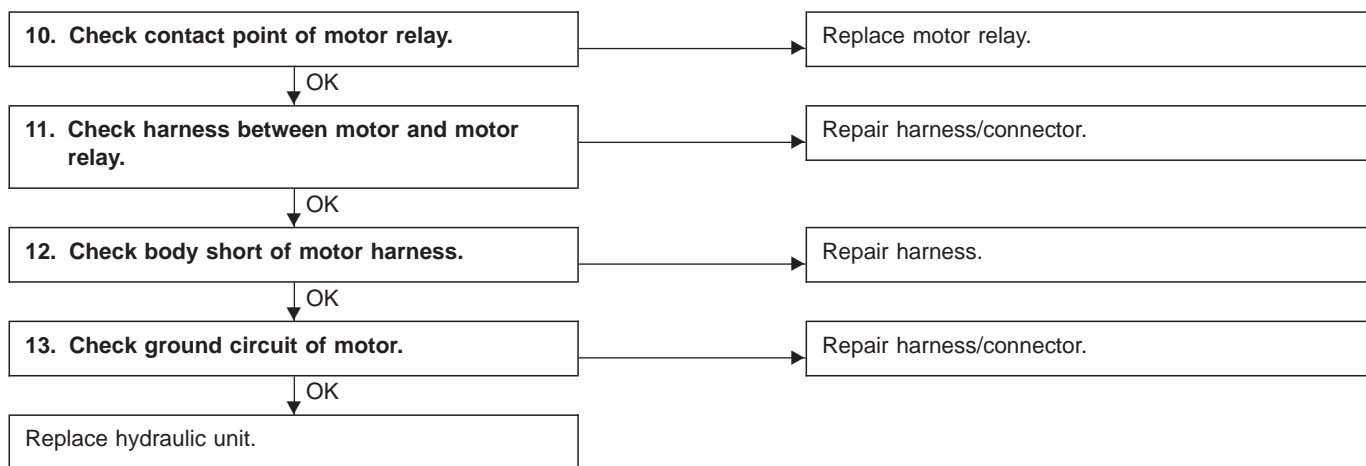 10. Check contact point of motor relay.
Replace motor relay.
OK
11. Check harness between motor and motor
relay.
Repair harness/connector.
OK
12. Check body short of motor harness.
Repair harness.
OK
13. Check ground circuit of motor.
Repair harness/connector.
OK
Replace hydraulic unit.